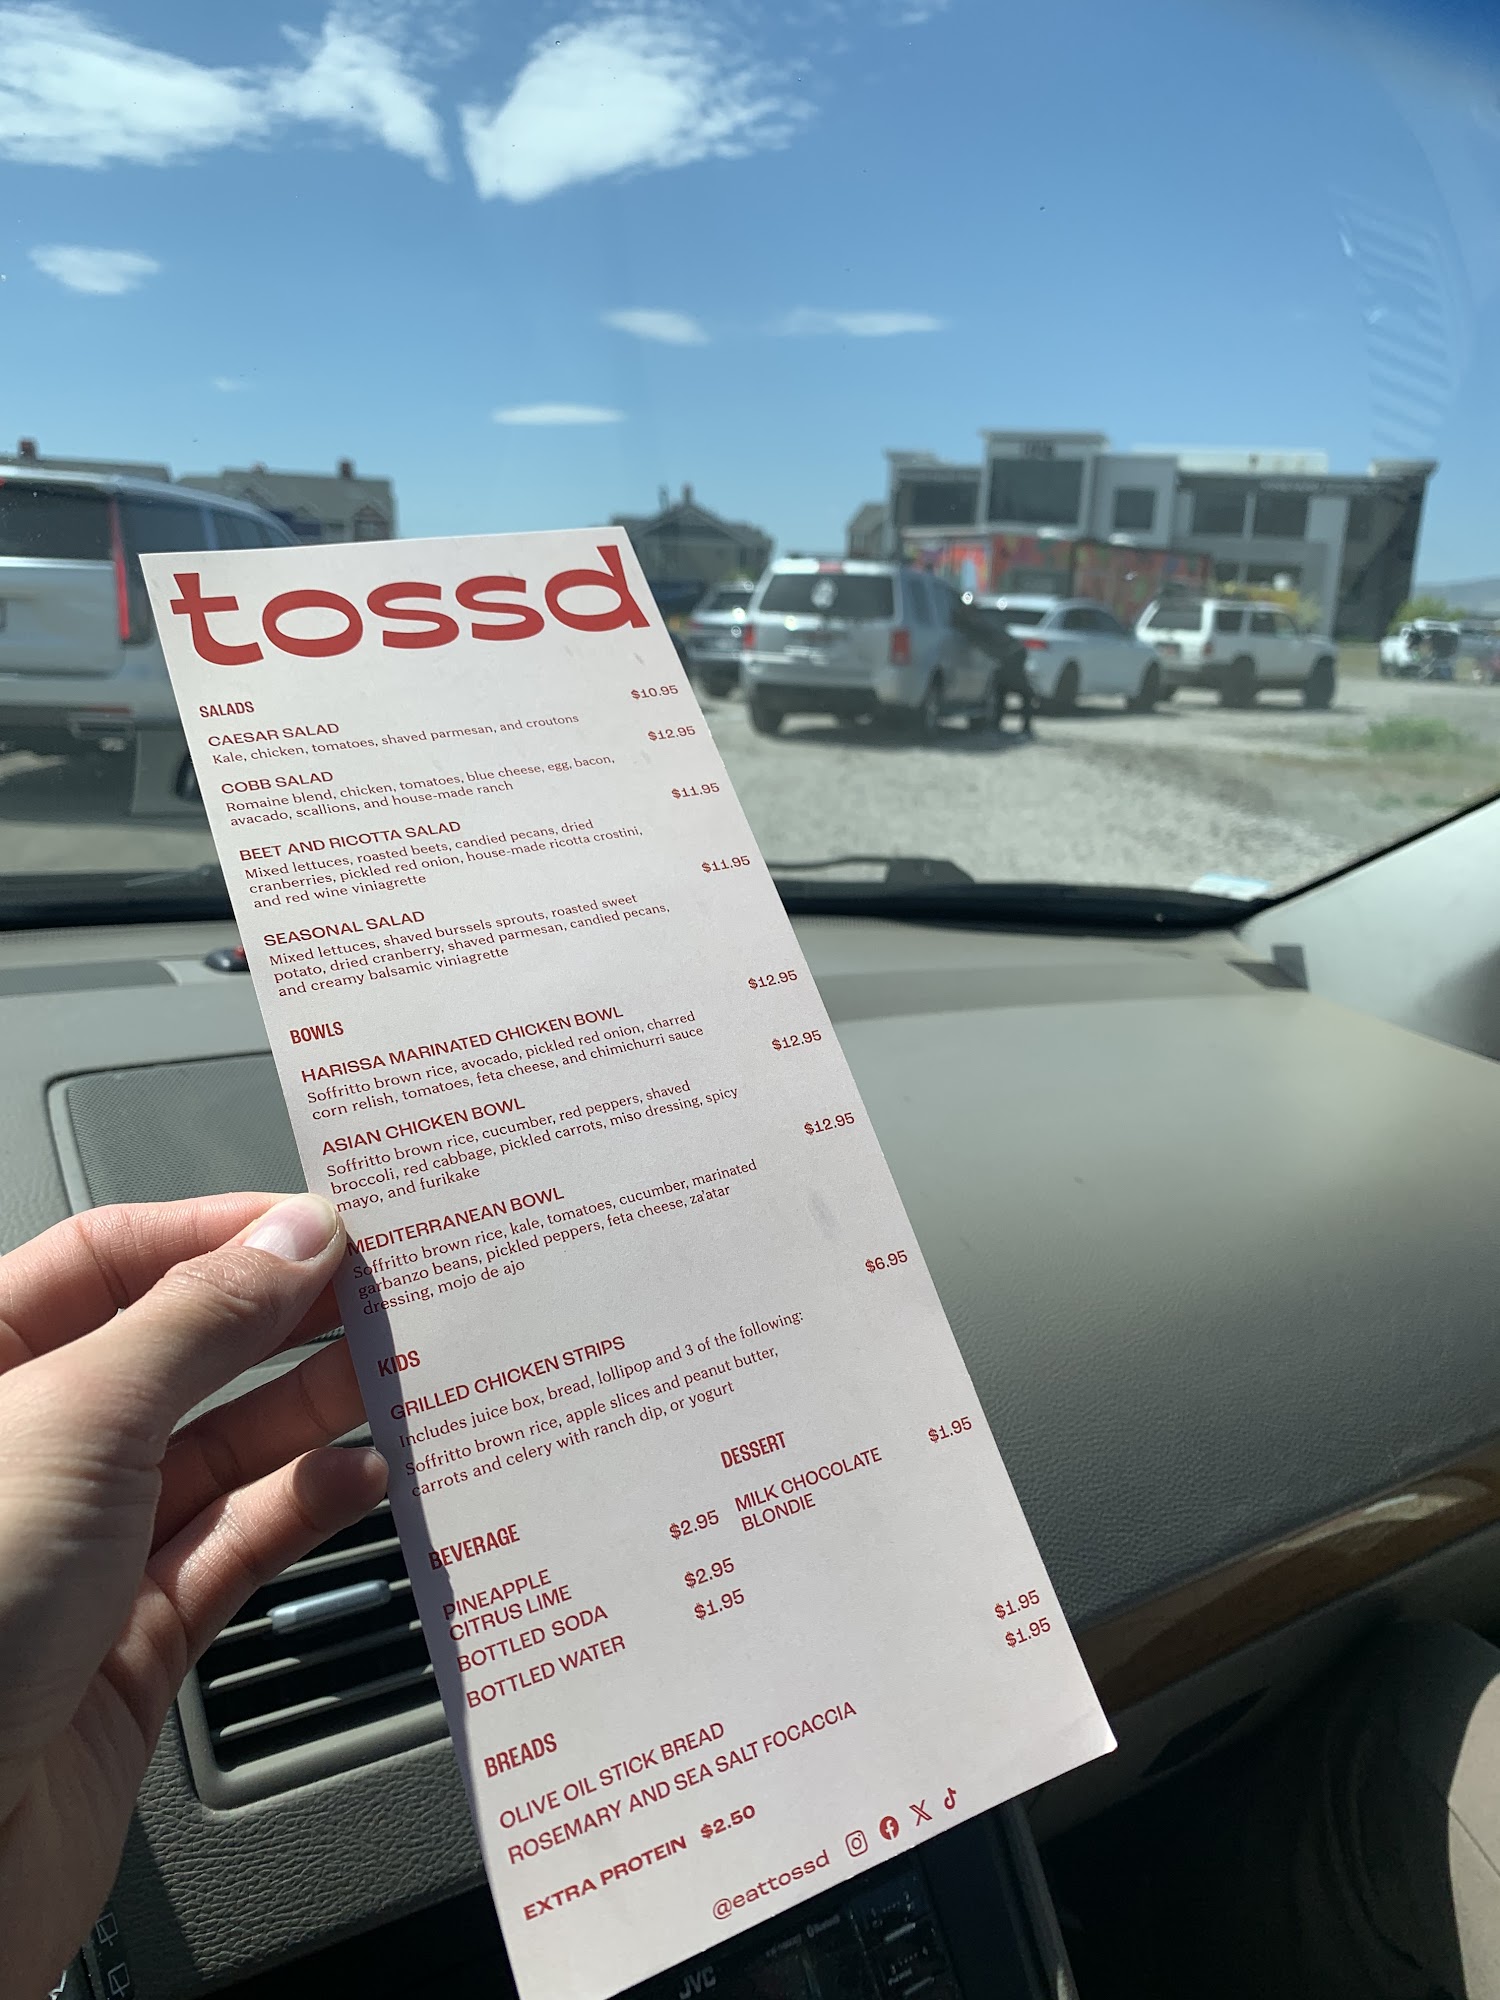 tossd
SALADS
CAESAR SALAD $10.95
Kale, chicken, tomatoes, shaved parmesan, and croutons
COBB SALAD $12.95
Romaine blend, chicken, tomatoes, blue cheese, egg, bacon,
avacado, scallions, and house-made ranch
BEET AND RICOTTA SALAD $11.95
Mixed lettuces, roasted beets, candied pecans, dried
cranberries, pickled red onion, house-made ricotta crostini,
and red wine viniagrette
SEASONAL SALAD $11.95
Mixed lettuces, shaved burssels sprouts, roasted sweet
potato, dried cranberry, shaved parmesan, candied pecans,
and creamy balsamic viniagrette
BOWLS
HARISSA MARINATED CHICKEN BOWL $12.95
Soffritto brown rice, avocado, pickled red onion, charred
corn relish, tomatoes, feta cheese, and chimichurri sauce
ASIAN CHICKEN BOWL $12.95
Soffritto brown rice, cucumber, red peppers, shaved
broccoli, red cabbage, pickled carrots, miso dressing, spicy
mayo, and furikake
MEDITERRANEAN BOWL $12.95
Soffritto brown rice, kale, tomatoes, cucumber, marinated
garbanzo beans, pickled peppers, feta cheese, za'atar
dressing, mojo de ajo
KIDS
GRILLED CHICKEN STRIPS $6.95
Includes juice box, bread, lollipop and 3 of the following:
Soffritto brown rice, apple slices and peanut butter,
carrots and celery with ranch dip, or yogurt
BEVERAGE
PINEAPPLE $2.95
CITRUS LIME
BOTTLED SODA $2.95
BOTTLED WATER $1.95
DESSERT
MILK CHOCOLATE $1.95
BLONDIE
BREADS
OLIVE OIL STICK BREAD $1.95
ROSEMARY AND SEA SALT FOCACCIA $1.95
EXTRA PROTEIN $2.50
@eattossd
JVC